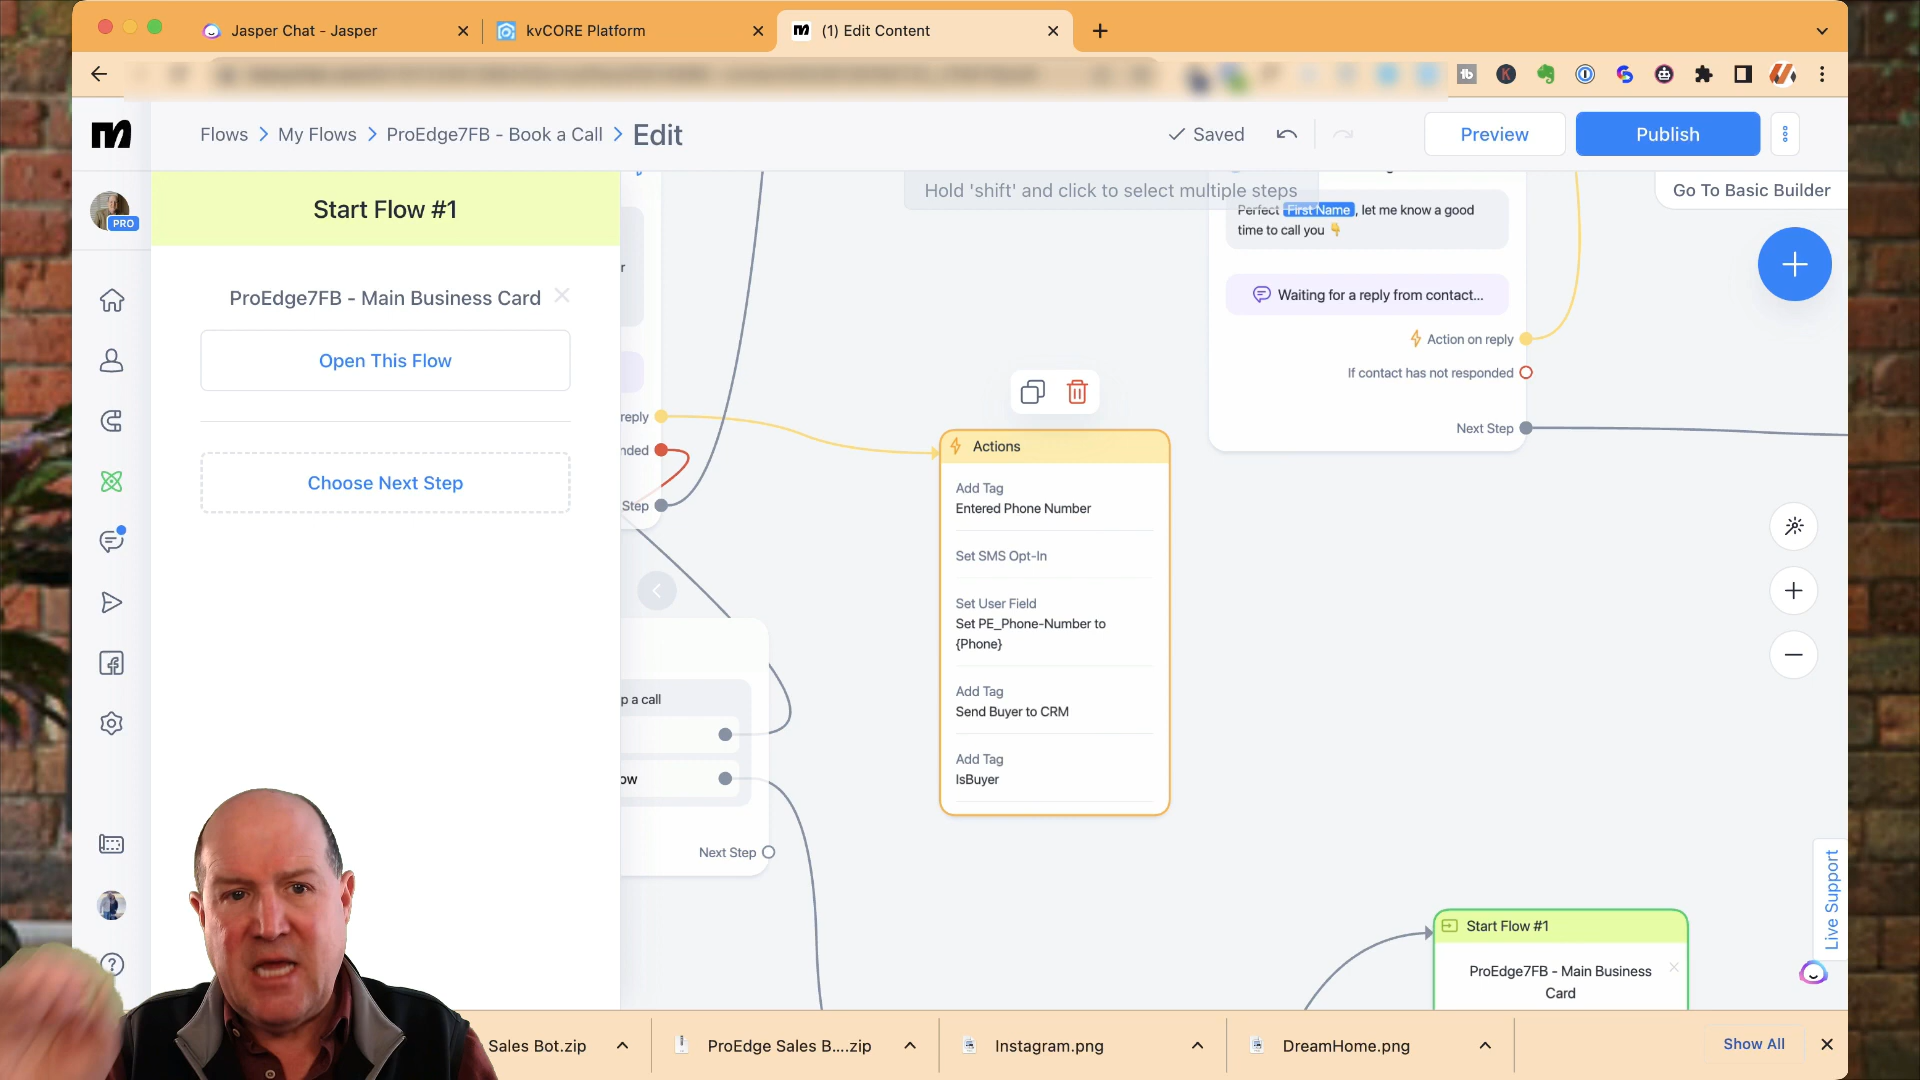 Jasper Chat - Jasper
kvCORE Platform
(1) Edit Content
Flows > My Flows > ProEdge7FB - Book a Call > Edit
Saved
Preview
Publish
PRO
Start Flow #1
ProEdge7FB - Main Business Card
Open This Flow
Choose Next Step
Hold 'shift' and click to select multiple steps
Go To Basic Builder
Perfect First Name, let me know a good
time to call you
Waiting for a reply from contact...
Action on reply
If contact has not responded
Next Step
r
reply
nded
Step
Actions
Add Tag
Entered Phone Number
Set SMS Opt-In
Set User Field
Set PE_Phone-Number to
{Phone}
Add Tag
Send Buyer to CRM
Add Tag
IsBuyer
p a call
ow
Next Step
Start Flow #1
ProEdge7FB - Main Business
Card
Live Support
Sales Bot.zip
ProEdge Sales B....zip
Instagram.png
DreamHome.png
Show All